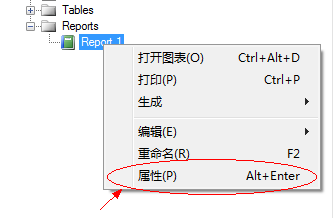 Tables
Reports
Report 1
打开图表(O) Ctrl+Alt+D
打印(P) Ctrl+P
生成
编辑(E)
重命名(R) F2
属性(P) Alt+Enter